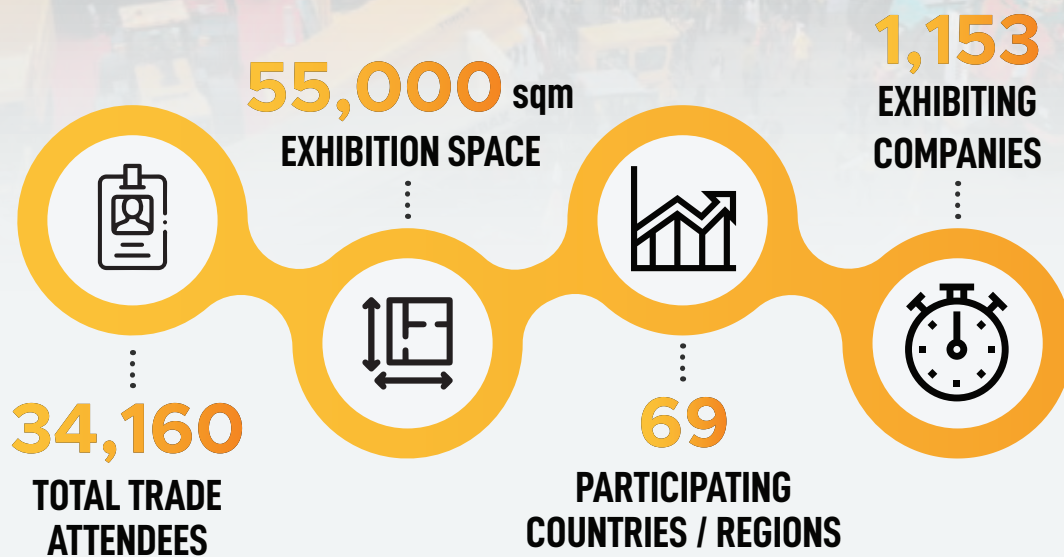 34,160
TOTAL TRADE
ATTENDEES
55,000 sqm
EXHIBITION SPACE
69
PARTICIPATING
COUNTRIES / REGIONS
1,153
EXHIBITING
COMPANIES